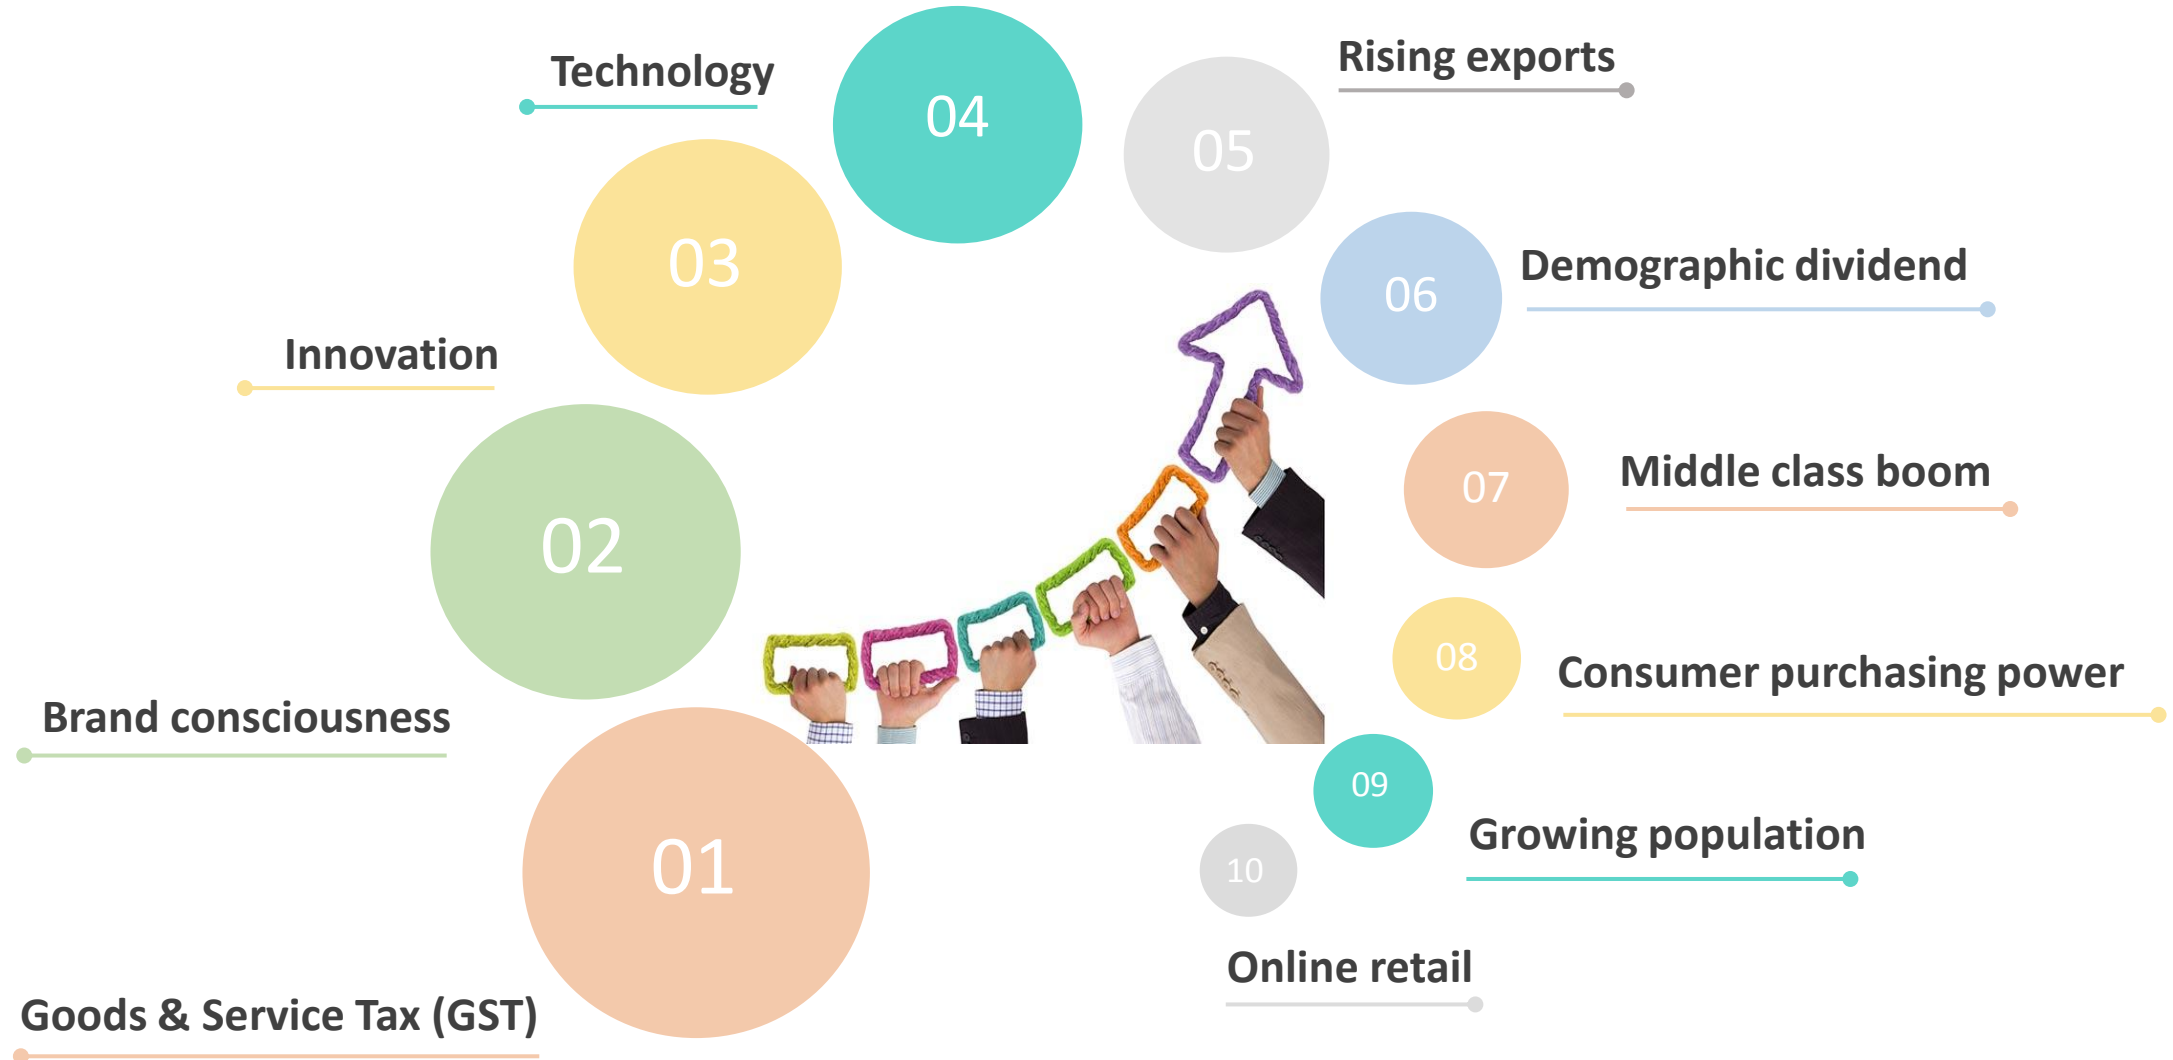 01
Goods & Service Tax (GST)
02
Brand consciousness
03
Innovation
04
Technology
05
Rising exports
06
Demographic dividend
07
Middle class boom
08
Consumer purchasing power
09
Growing population
10
Online retail